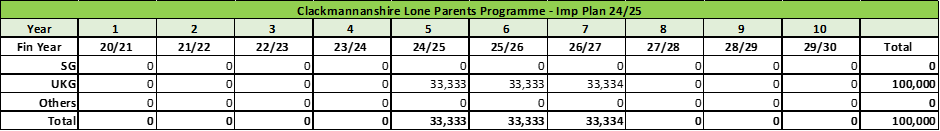 Clackmannanshire Lone Parents Programme - Imp Plan 24/25
Year 1 2 3 4 5 6 7 8 9 10
Fin Year 20/21 21/22 22/23 23/24 24/25 25/26 26/27 27/28 28/29 29/30 Total
SG 0 0 0 0 0 0 0 0 0 0 0
UKG 0 0 0 0 33,333 33,333 33,334 0 0 0 100,000
Others 0 0 0 0 0 0 0 0 0 0 0
Total 0 0 0 0 33,333 33,333 33,334 0 0 0 100,000